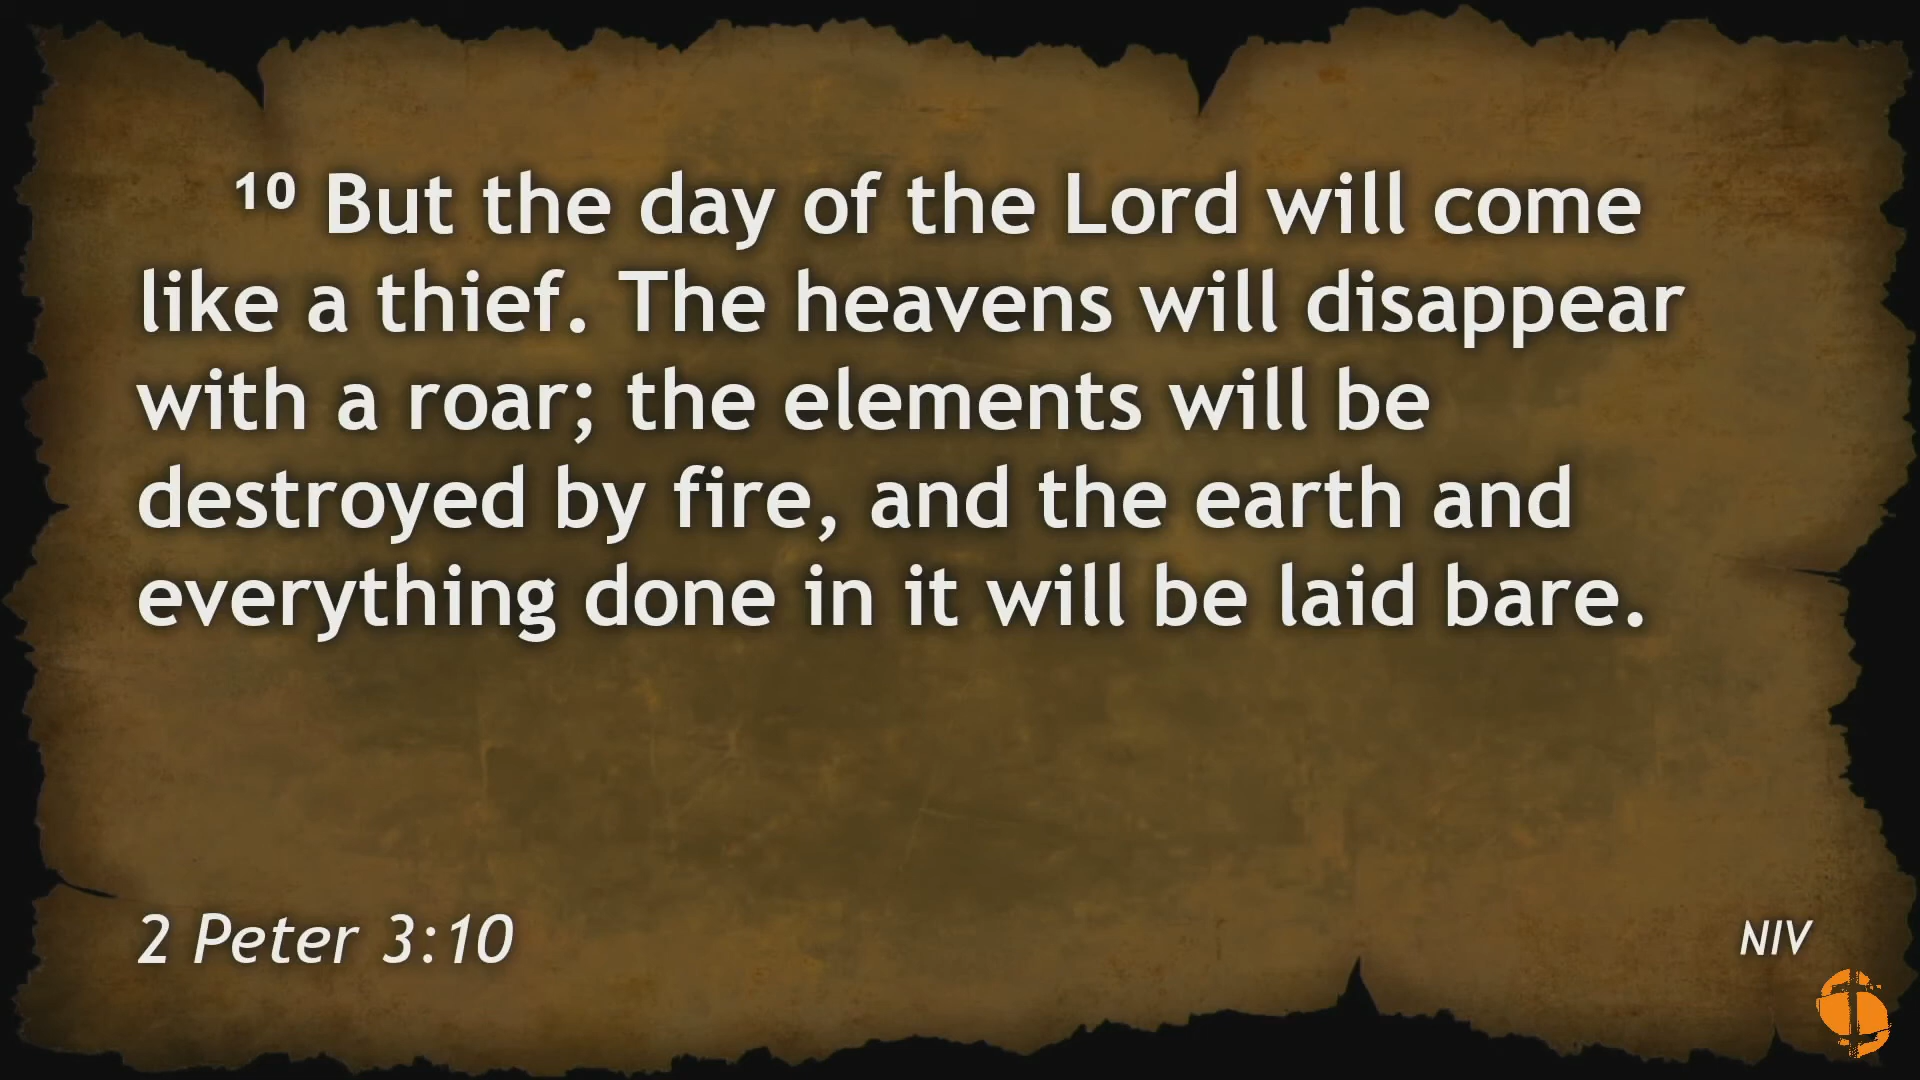 ¹⁰ But the day of the Lord will come
like a thief. The heavens will disappear
with a roar; the elements will be
destroyed by fire, and the earth and
everything done in it will be laid bare.
2 Peter 3:10
NIV